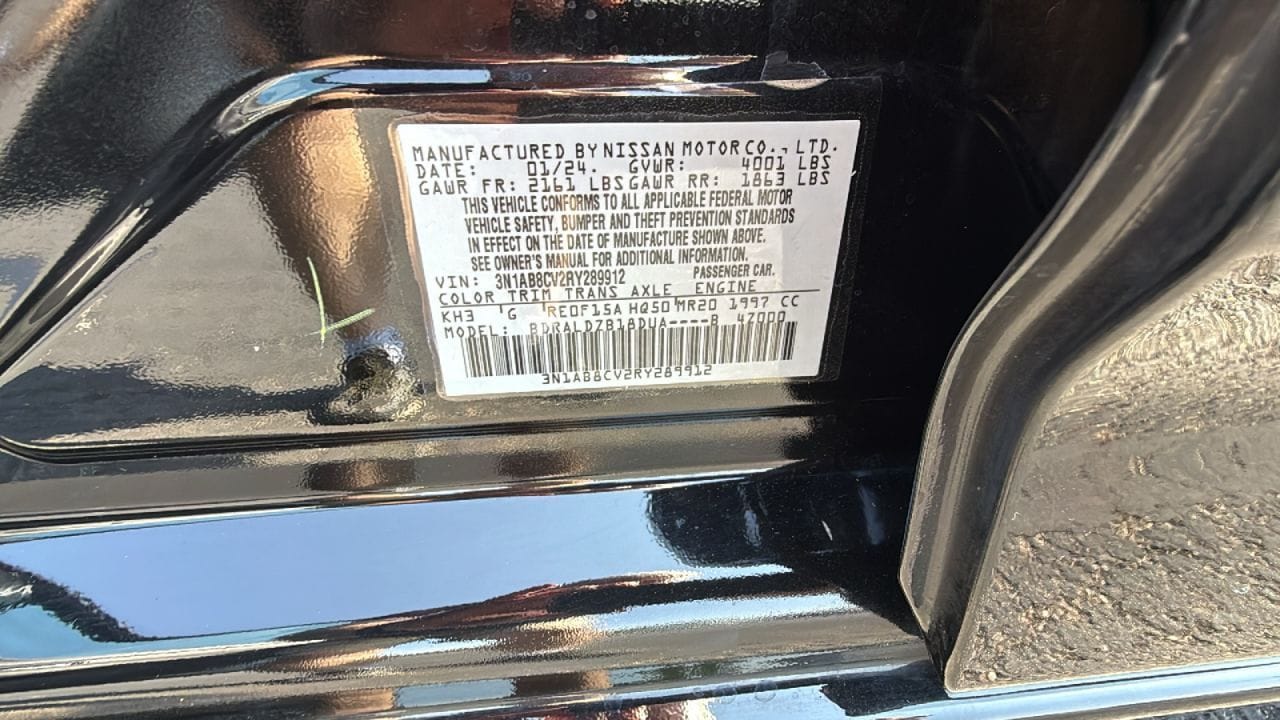 MANUFACTURED BY NISSAN MOTOR CO., LTD.
DATE: 01/24. GVWR: 4001 LBS
GAWR FR: 2161 LBS GAWR RR: 1863 LBS
THIS VEHICLE CONFORMS TO ALL APPLICABLE FEDERAL MOTOR
VEHICLE SAFETY, BUMPER AND THEFT PREVENTION STANDARDS
IN EFFECT ON THE DATE OF MANUFACTURE SHOWN ABOVE.
SEE OWNER'S MANUAL FOR ADDITIONAL INFORMATION.
VIN: 3N1AB8CV2RY289912 PASSENGER CAR.
COLOR TRIM TRANS AXLE ENGINE
KH3 G RE0F15A HQ50 MR20 1997 CC
MODEL: BDRALDZB18DUA----B 47000
3N1AB8CV2RY289912